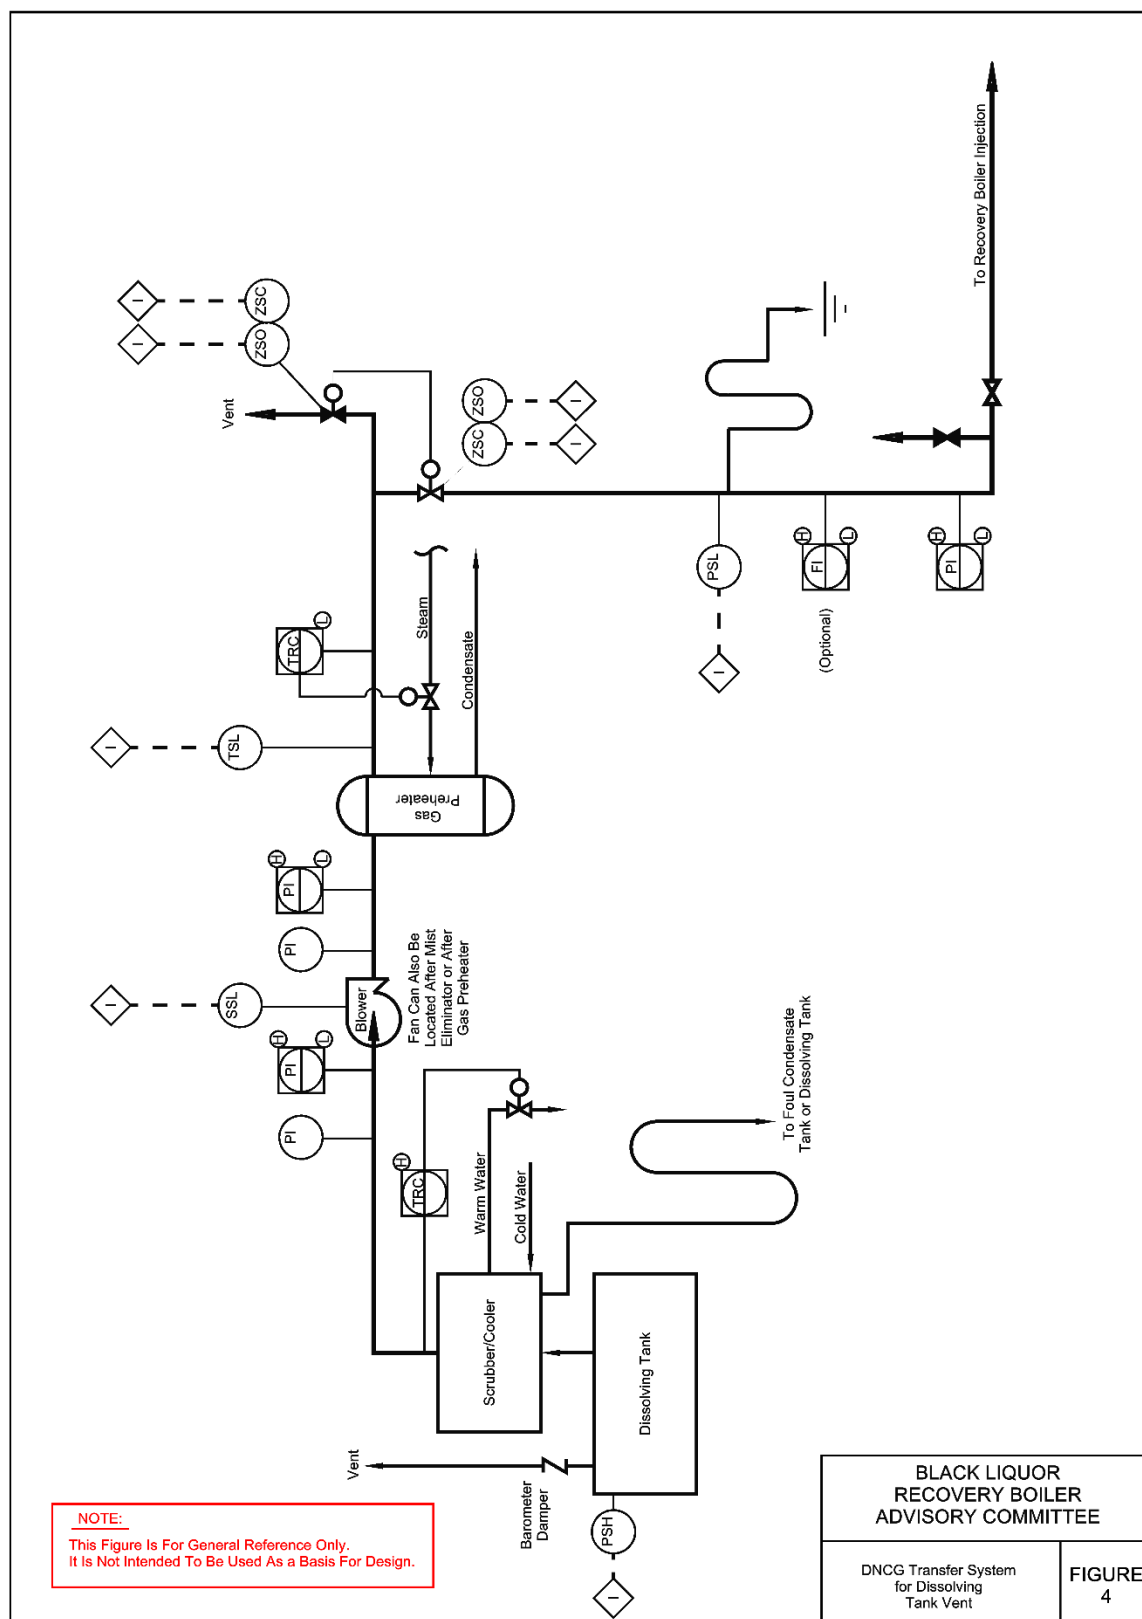 To Recovery Boiler Injection
I
ZSC
I
ZSO
Vent
ZSO
I
ZSC
I
H
L
PSL
FI
(Optional)
I
H
L
PI
TRC
L
Steam
Condensate
I
TSL
Gas
Preheater
H
PI
L
PI
I
SSL
Blower
Fan Can Also Be
Located After Mist
Eliminator or After
Gas Preheater
H
PI
L
PI
H
TRC
Warm Water
Cold Water
To Foul Condensate
Tank or Dissolving Tank
Scrubber/Cooler
Dissolving Tank
Vent
Barometer
Damper
PSH
I
NOTE:
This Figure Is For General Reference Only.
It Is Not Intended To Be Used As a Basis For Design.
BLACK LIQUOR
RECOVERY BOILER
ADVISORY COMMITTEE
DNCG Transfer System
for Dissolving
Tank Vent
FIGURE
4